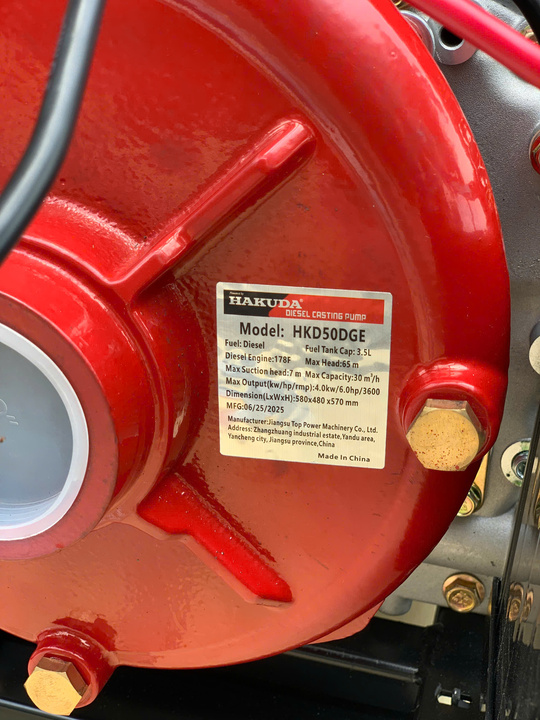 HAKUDA®
DIESEL CASTING PUMP
Model: HKD50DGE
Fuel: Diesel Fuel Tank Cap: 3.5L
Diesel Engine:178F Max Head:65 m
Max Suction head:7 m Max Capacity:30 m³/h
Max Output(kw/hp/rmp):4.0kw/6.0hp/3600
Dimension(LxWxH):580x480 x570 mm
MFG:06/25/2025
Manufacturer:Jiangsu Top Power Machinery Co., Ltd.
Address: Zhangzhuang industrial estate,Yandu area,
Yancheng city, Jiangsu province,China
Made In China